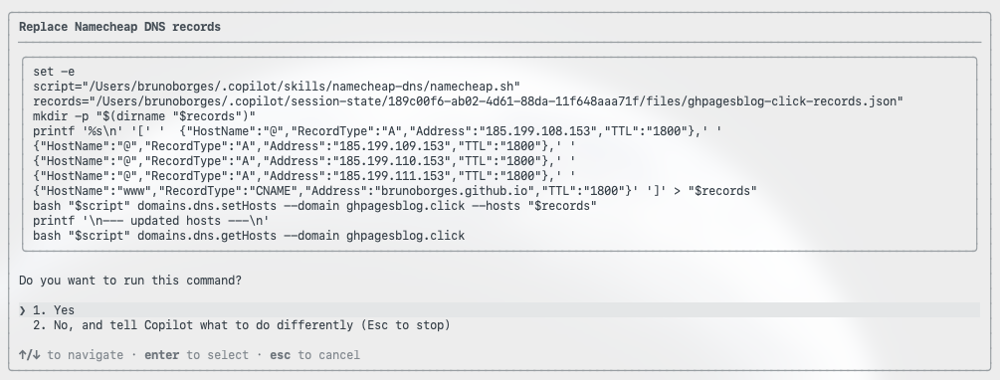 Replace Namecheap DNS records
set -e
script="/Users/brunoborges/.copilot/skills/namecheap-dns/namecheap.sh"
records="/Users/brunoborges/.copilot/session-state/189c00f6-ab02-4d61-88da-11f648aaa71f/files/ghpagesblog-click-records.json"
mkdir -p "$(dirname "$records")"
printf '%s\n' '[' '  {"HostName":"@","RecordType":"A","Address":"185.199.108.153","TTL":"1800"},' '
{"HostName":"@","RecordType":"A","Address":"185.199.109.153","TTL":"1800"},' '
{"HostName":"@","RecordType":"A","Address":"185.199.110.153","TTL":"1800"},' '
{"HostName":"@","RecordType":"A","Address":"185.199.111.153","TTL":"1800"},' '
{"HostName":"www","RecordType":"CNAME","Address":"brunoborges.github.io","TTL":"1800"}' ']' > "$records"
bash "$script" domains.dns.setHosts --domain ghpagesblog.click --hosts "$records"
printf '\n--- updated hosts ---\n'
bash "$script" domains.dns.getHosts --domain ghpagesblog.click
Do you want to run this command?
❯ 1. Yes
2. No, and tell Copilot what to do differently (Esc to stop)
↑/↓ to navigate · enter to select · esc to cancel